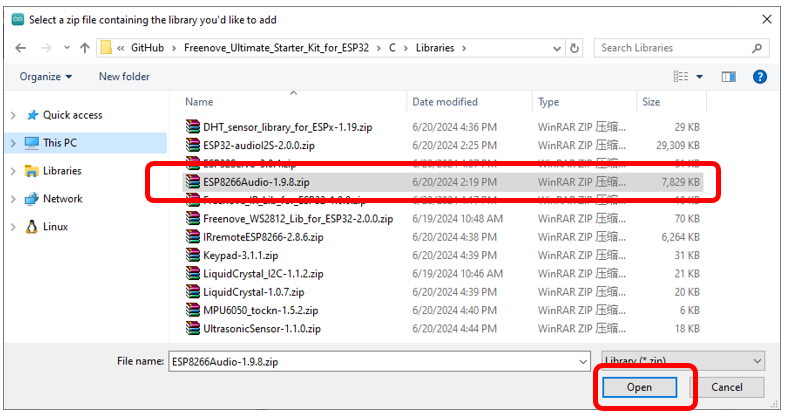 Select a zip file containing the library you'd like to add
« GitHub > Freenove_Ultimate_Starter_Kit_for_ESP32 > C > Libraries >
Search Libraries
Organize New folder
Name Date modified Type Size
Quick access
This PC
Libraries
Network
Linux
DHT_sensor_library_for_ESPx-1.19.zip 6/20/2024 4:36 PM WinRAR ZIP 压缩... 29 KB
ESP32-audioI2S-2.0.0.zip 6/20/2024 2:25 PM WinRAR ZIP 压缩... 29,309 KB
ESP8266Audio-1.9.8.zip 6/20/2024 2:19 PM WinRAR ZIP 压缩... 7,829 KB
Freenove_WS2812_Lib_for_ESP32-2.0.0.zip 6/19/2024 10:48 AM WinRAR ZIP 压缩... 70 KB
IRremoteESP8266-2.8.6.zip 6/20/2024 4:38 PM WinRAR ZIP 压缩... 6,264 KB
Keypad-3.1.1.zip 6/20/2024 4:39 PM WinRAR ZIP 压缩... 31 KB
LiquidCrystal_I2C-1.1.2.zip 6/19/2024 10:46 AM WinRAR ZIP 压缩... 21 KB
LiquidCrystal-1.0.7.zip 6/20/2024 4:39 PM WinRAR ZIP 压缩... 20 KB
MPU6050_tockn-1.5.2.zip 6/20/2024 4:40 PM WinRAR ZIP 压缩... 6 KB
UltrasonicSensor-1.1.0.zip 6/20/2024 4:44 PM WinRAR ZIP 压缩... 18 KB
File name: ESP8266Audio-1.9.8.zip Library (*.zip)
Open Cancel